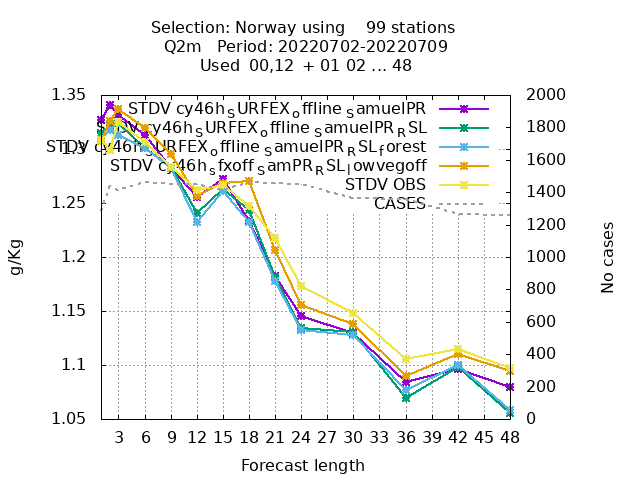 Selection: Norway using 99 stations
Q2m Period: 20220702-20220709
Used 00,12 + 01 02 ... 48
STDV cy46h_SURFEX_offline_SamuelPR
STDV cy46h_SURFEX_offline_SamuelPR_RSL
STDV cy46h_SURFEX_offline_SamuelPR_RSL_forest
STDV cy46h_sfxoff_SamPR_RSL_lowvegoff
STDV OBS
CASES
g/Kg
1.35
1.3
1.25
1.2
1.15
1.1
1.05
2000
1800
1600
1400
1200
1000
800
600
400
200
0
No cases
3 6 9 12 15 18 21 24 27 30 33 36 39 42 45 48
Forecast length